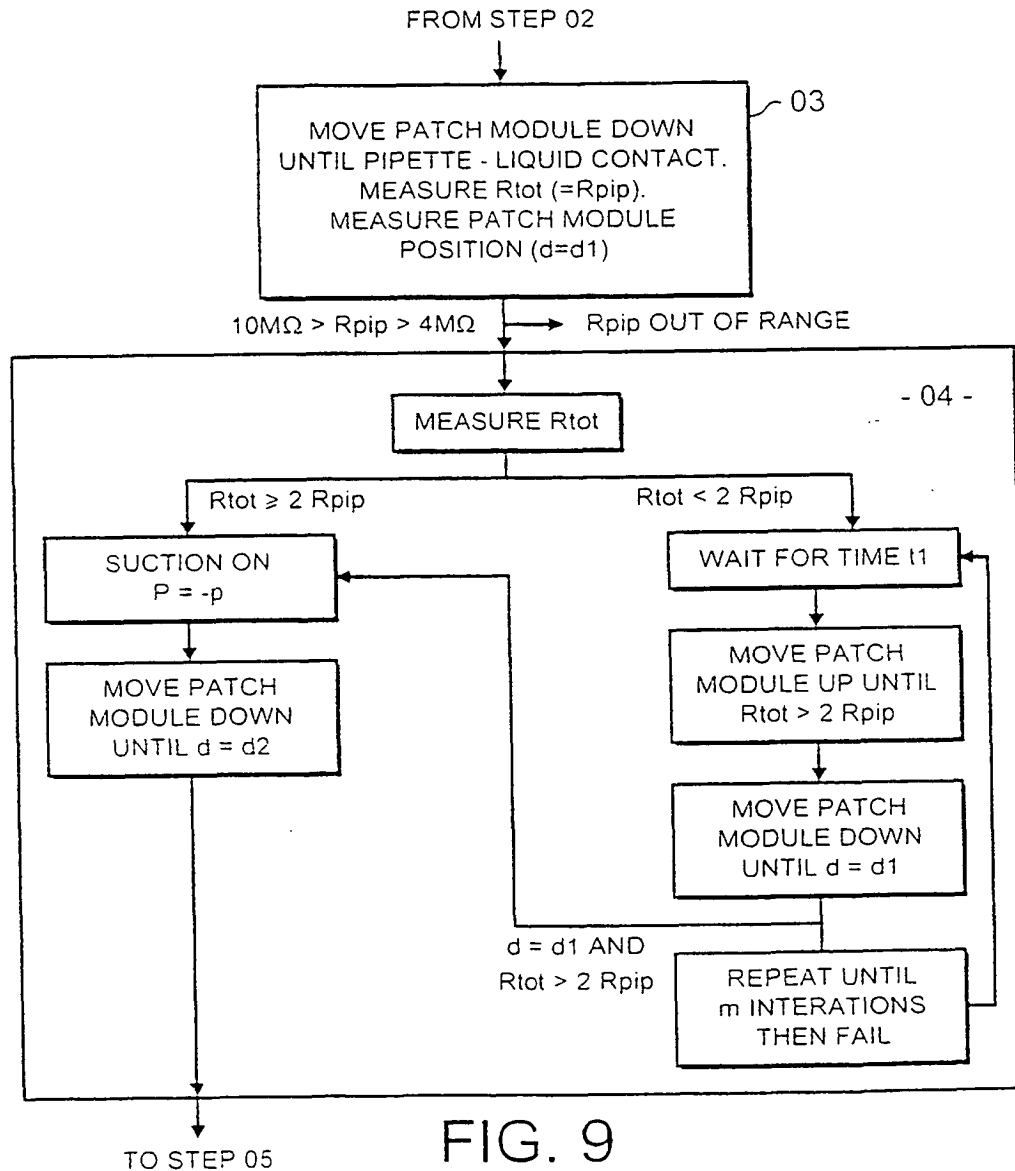 FROM STEP 02
03
MOVE PATCH MODULE DOWN
UNTIL PIPETTE - LIQUID CONTACT.
MEASURE Rtot (=Rpip).
MEASURE PATCH MODULE
POSITION (d=d1)
10MΩ > Rpip > 4MΩ
Rpip OUT OF RANGE
- 04 -
MEASURE Rtot
Rtot ⩾ 2 Rpip
Rtot < 2 Rpip
SUCTION ON
P = -p
MOVE PATCH
MODULE DOWN
UNTIL d = d2
WAIT FOR TIME t1
MOVE PATCH
MODULE UP UNTIL
Rtot > 2 Rpip
MOVE PATCH
MODULE DOWN
UNTIL d = d1
d = d1 AND
Rtot > 2 Rpip
REPEAT UNTIL
m INTERATIONS
THEN FAIL
TO STEP 05
FIG. 9